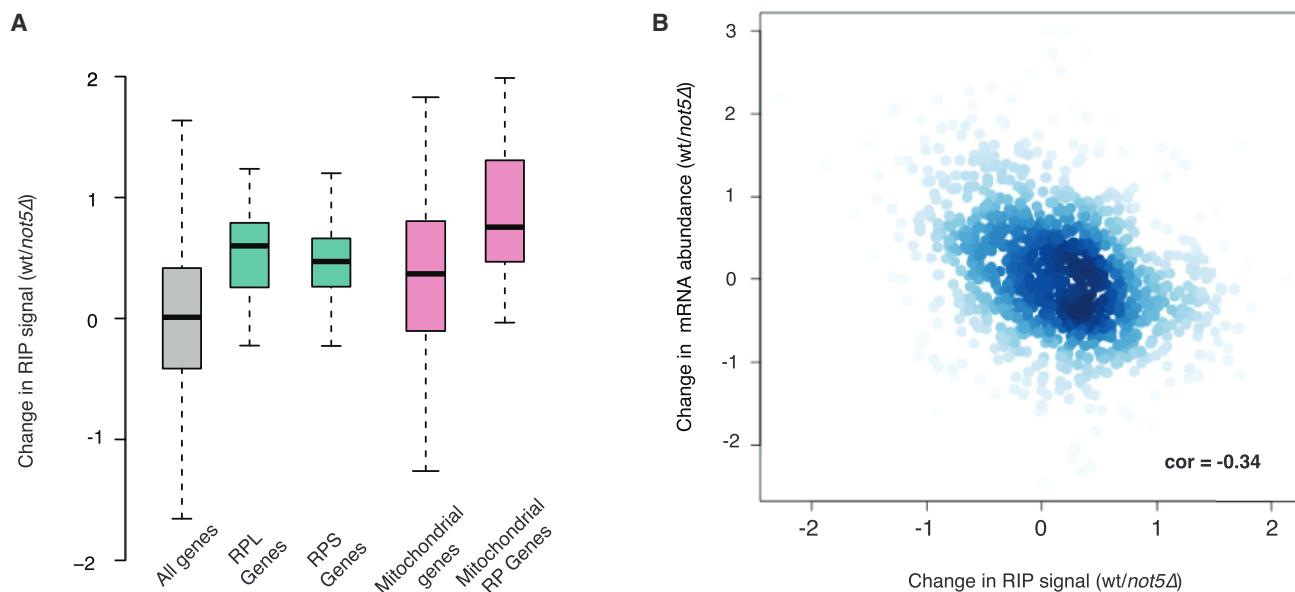 A
Change in RIP signal (wt/not5Δ)
2
1
0
-1
−2
All genes
RPL
Genes
RPS
Genes
Mitochondrial
genes
Mitochondrial
RP Genes
B
Change in mRNA abundance (wt/not5Δ)
3
2
1
0
-1
-2
cor = -0.34
-2
-1
0
1
2
Change in RIP signal (wt/not5Δ)